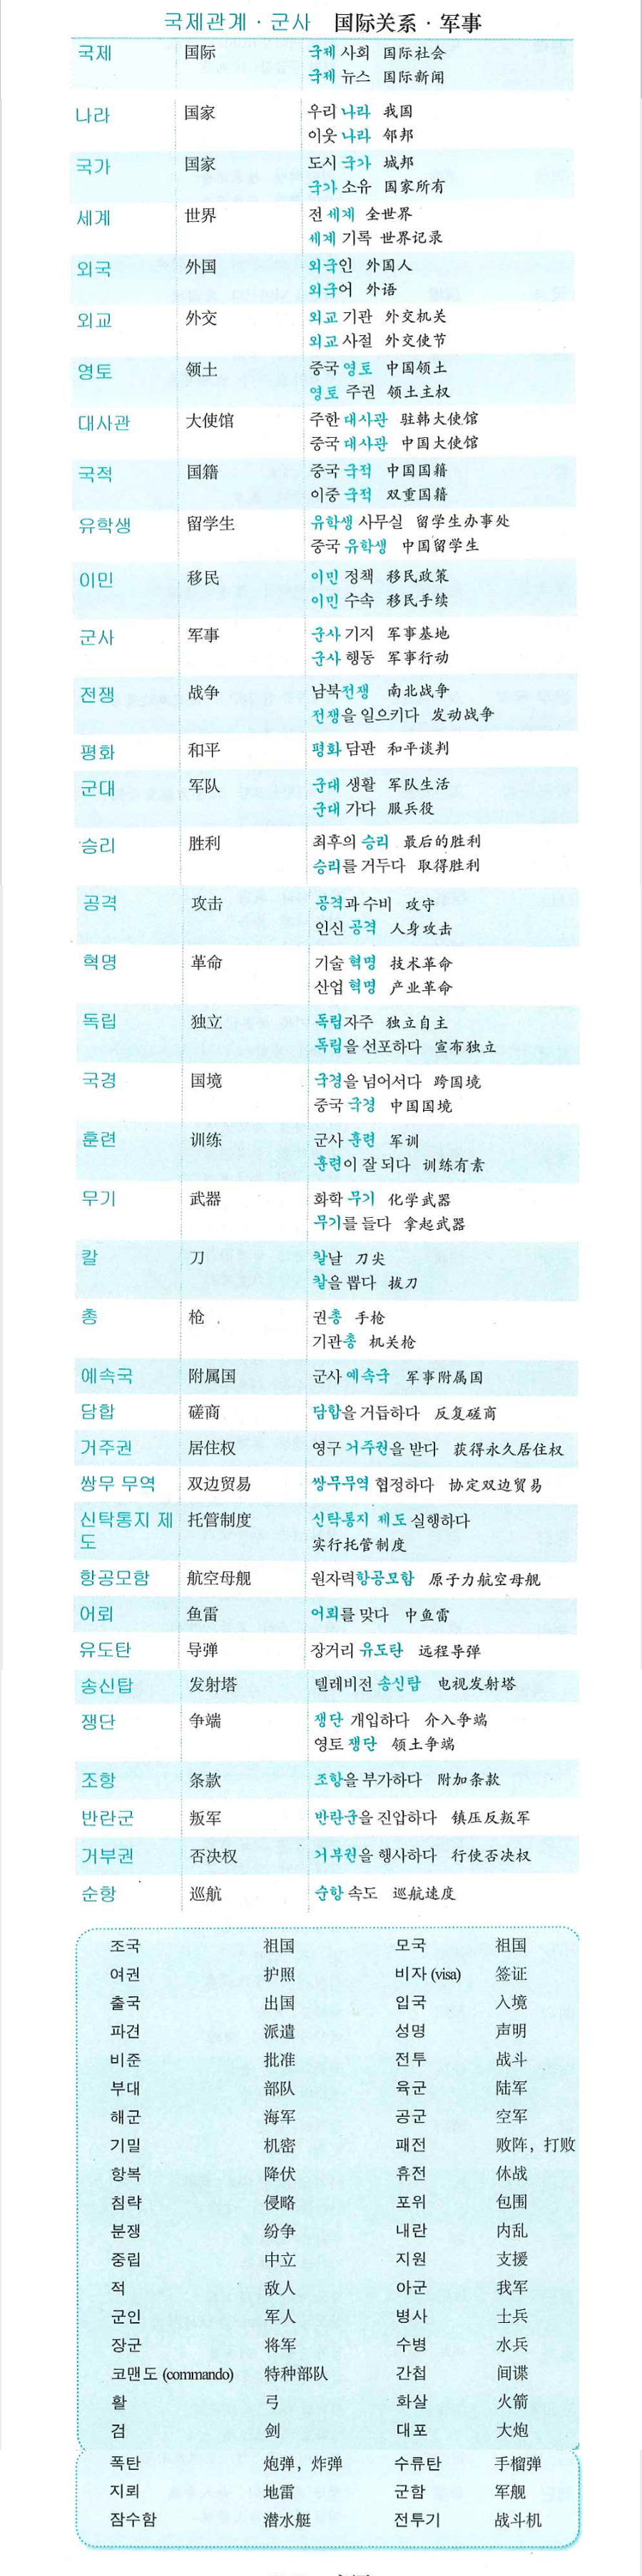 국제관계·군사 国际关系·军事
국제 国际 국제 사회 国际社会
국제 뉴스 国际新闻
나라 国家 우리 나라 我国
이웃 나라 邻邦
국가 国家 도시 국가 城邦
국가 소유 国家所有
세계 世界 전 세계 全世界
세계 기록 世界记录
외국 外国 외국인 外国人
외국어 外语
외교 外交 외교 기관 外交机关
외교 사절 外交使节
영토 领土 중국 영토 中国领土
영토 주권 领土主权
대사관 大使馆 주한 대사관 驻韩大使馆
중국 대사관 中国大使馆
국적 国籍 중국 국적 中国国籍
이중 국적 双重国籍
유학생 留学生 유학생 사무실 留学生办事处
중국 유학생 中国留学生
이민 移民 이민 정책 移民政策
이민 수속 移民手续
군사 军事 군사 기지 军事基地
군사 행동 军事行动
전쟁 战争 남북전쟁 南北战争
전쟁을 일으키다 发动战争
평화 和平 평화 담판 和平谈判
군대 军队 군대 생활 军队生活
군대 가다 服兵役
승리 胜利 최후의 승리 最后的胜利
승리를 거두다 取得胜利
공격 攻击 공격과 수비 攻守
인신 공격 人身攻击
혁명 革命 기술 혁명 技术革命
산업 혁명 产业革命
독립 独立 독립자주 独立自主
독립을 선포하다 宣布独立
국경 国境 국경을 넘어서다 跨国境
중국 국경 中国国境
훈련 训练 군사 훈련 军训
훈련이 잘 되다 训练有素
무기 武器 화학 무기 化学武器
무기를 들다 拿起武器
칼 刀 칼날 刀尖
칼을 뽑다 拔刀
총 枪 권총 手枪
기관총 机关枪
예속국 附属国 군사 예속국 军事附属国
담합 磋商 담합을 거듭하다 反复磋商
거주권 居住权 영구 거주권을 받다 获得永久居住权
쌍무 무역 双边贸易 쌍무무역 협정하다 协定双边贸易
신탁통지 제 托管制度 신탁통지 제도 실행하다
도 实行托管制度
항공모함 航空母舰 원자력항공모함 原子力航空母舰
어뢰 鱼雷 어뢰를 맞다 中鱼雷
유도탄 导弹 장거리 유도탄 远程导弹
송신탑 发射塔 텔레비전 송신탑 电视发射塔
쟁단 争端 쟁단 개입하다 介入争端
영토 쟁단 领土争端
조항 条款 조항을 부가하다 附加条款
반란군 叛军 반란군을 진압하다 镇压反叛军
거부권 否决权 거부권을 행사하다 行使否决权
순항 巡航 순항 속도 巡航速度
조국 祖国 모국 祖国
여권 护照 비자 (visa) 签证
출국 出国 입국 入境
파견 派遣 성명 声明
비준 批准 전투 战斗
부대 部队 육군 陆军
해군 海军 공군 空军
기밀 机密 패전 败阵，打败
항복 降伏 휴전 休战
침략 侵略 포위 包围
분쟁 纷争 내란 内乱
중립 中立 지원 支援
적 敌人 아군 我军
군인 军人 병사 士兵
장군 将军 수병 水兵
코맨도 (commando) 特种部队 간첩 间谍
활 弓 화살 火箭
검 剑 대포 大炮
폭탄 炮弹，炸弹 수류탄 手榴弹
지뢰 地雷 군함 军舰
잠수함 潜水艇 전투기 战斗机